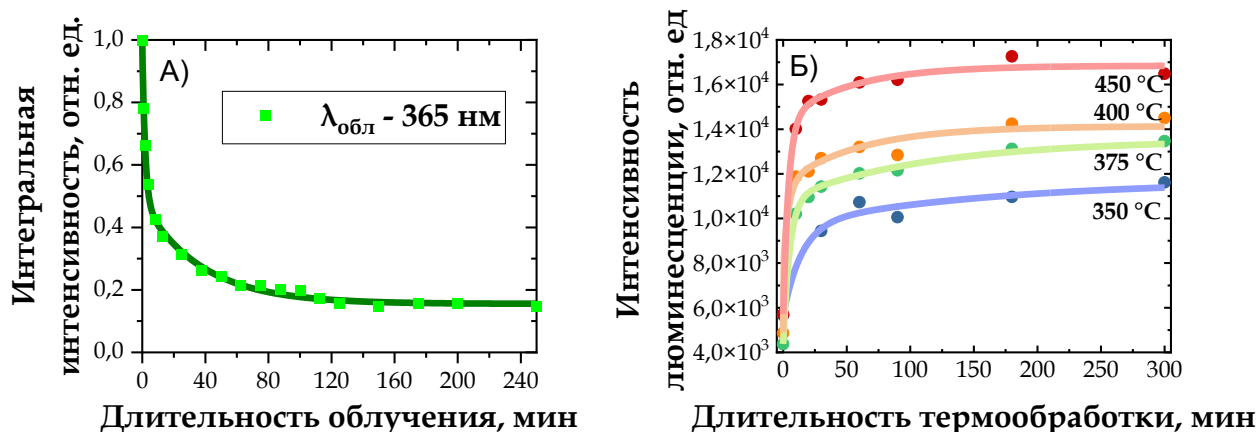 Интегральная
интенсивность, отн. ед.
1,0
0,8
0,6
0,4
0,2
0,0
А)
λобл - 365 нм
0 40 80 120 160 200 240
Длительность облучения, мин
Интенсивность
люминесценции, отн. ед
1,8×10⁴
1,6×10⁴
1,4×10⁴
1,2×10⁴
1,0×10⁴
8,0×10³
6,0×10³
4,0×10³
Б)
450 °C
400 °C
375 °C
350 °C
0 50 100 150 200 250 300
Длительность термообработки, мин